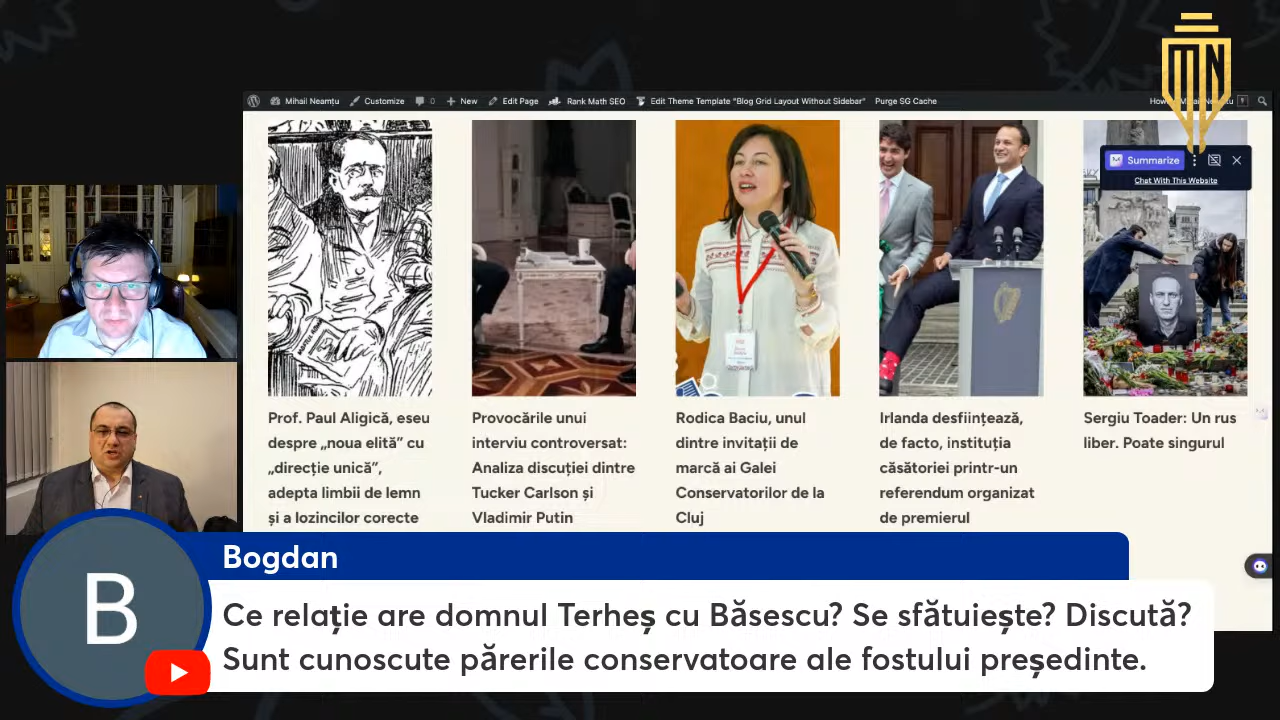 Mihail Neamțu Customize 0 New Edit Page Rank Math SEO Edit Theme Template "Blog Grid Layout Without Sidebar" Purge SG Cache
MN
Summarize
Chat With This Website
Prof. Paul Aligică, eseu
despre „noua elită” cu
„direcție unică”,
adepta limbii de lemn
și a lozincilor corecte
Provocările unui
interviu controversat:
Analiza discuției dintre
Tucker Carlson și
Vladimir Putin
Rodica Baciu, unul
dintre invitații de
marcă ai Galei
Conservatorilor de la
Cluj
Irlanda desființează,
de facto, instituția
căsătoriei printr-un
referendum organizat
de premierul
Sergiu Toader: Un rus
liber. Poate singurul
B
Bogdan
Ce relație are domnul Terheș cu Băsescu? Se sfătuiește? Discută?
Sunt cunoscute părerile conservatoare ale fostului președinte.